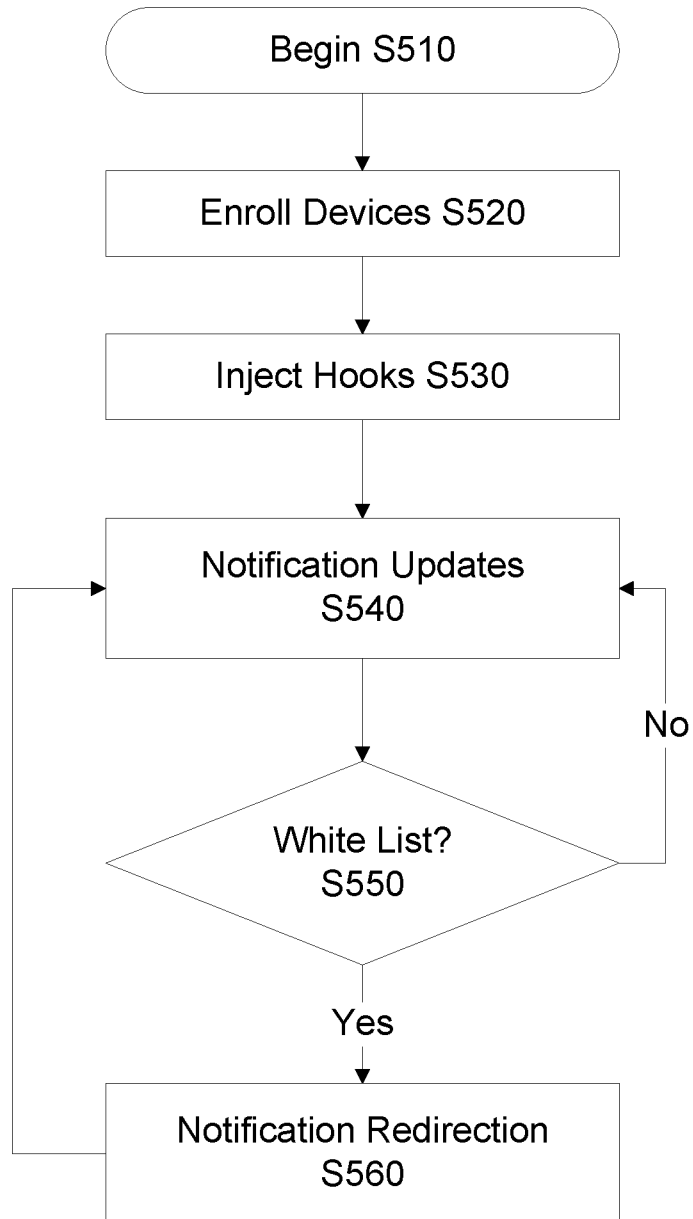 Begin S510
Enroll Devices S520
Inject Hooks S530
Notification Updates
S540
No
White List?
S550
Yes
Notification Redirection
S560